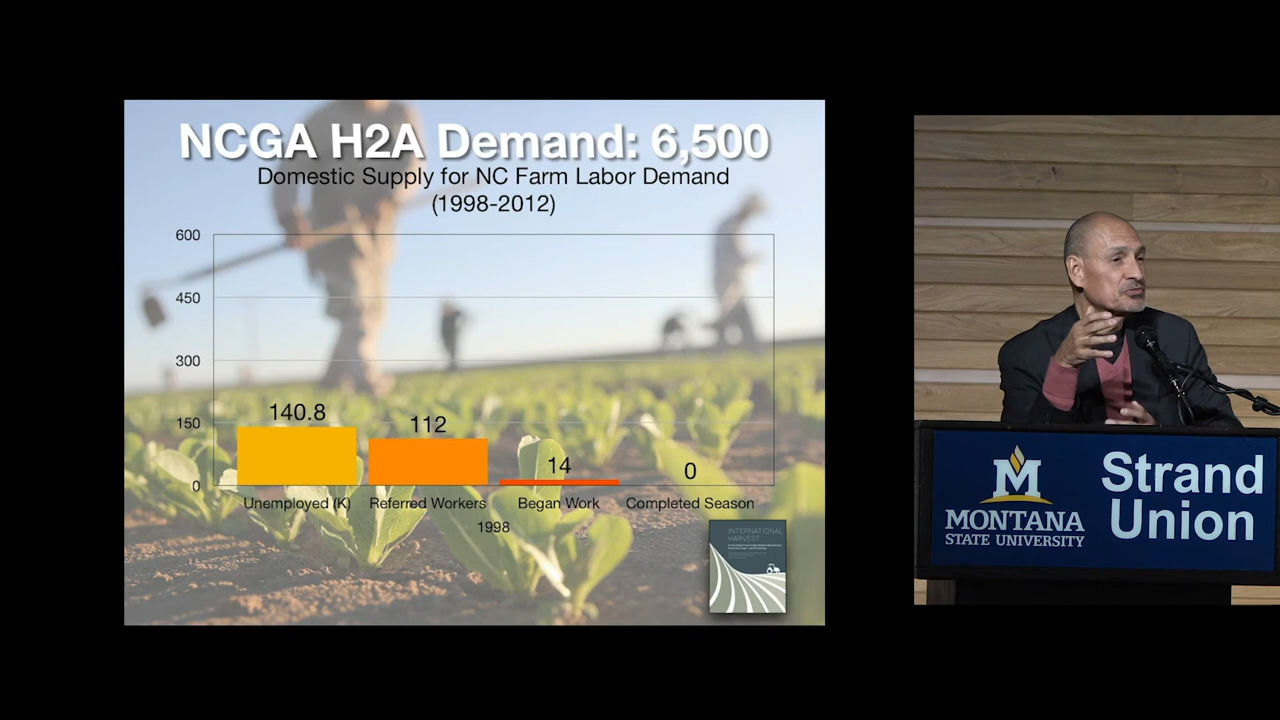 NCGA H2A Demand: 6,500
Domestic Supply for NC Farm Labor Demand
(1998-2012)
600
450
300
150
0
140.8
112
14
0
Unemployed (K)
Referred Workers
Began Work
Completed Season
1998
INTERNATIONAL
HARVEST
M
MONTANA
STATE UNIVERSITY
Strand
Union